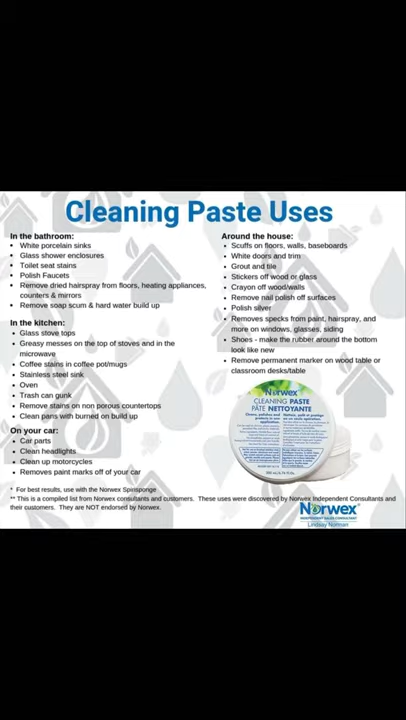 Cleaning Paste Uses
In the bathroom:
White porcelain sinks
Glass shower enclosures
Toilet seat stains
Polish Faucets
Remove dried hairspray from floors, heating appliances,
counters & mirrors
Remove soap scum & hard water build up
In the kitchen:
Glass stove tops
Greasy messes on the top of stoves and in the
microwave
Coffee stains in coffee pot/mugs
Stainless steel sink
Oven
Trash can gunk
Remove stains on non porous countertops
Clean pans with burned on build up
On your car:
Car parts
Clean headlights
Clean up motorcycles
Removes paint marks off of your car
Around the house:
Scuffs on floors, walls, baseboards
White doors and trim
Grout and tile
Stickers off wood or glass
Crayon off wood/walls
Remove nail polish off surfaces
Polish silver
Removes specks from paint, hairspray, and
more on windows, glasses, siding
Shoes - make the rubber around the bottom
look like new
Remove permanent marker on wood table or
classroom desks/table
Norwex
CLEANING PASTE
PÂTE NETTOYANTE
* For best results, use with the Norwex Spirisponge
** This is a compiled list from Norwex consultants and customers. These uses were discovered by Norwex Independent Consultants and
their customers. They are NOT endorsed by Norwex.
Norwex®
INDEPENDENT SALES CONSULTANT
Lindsay Norman